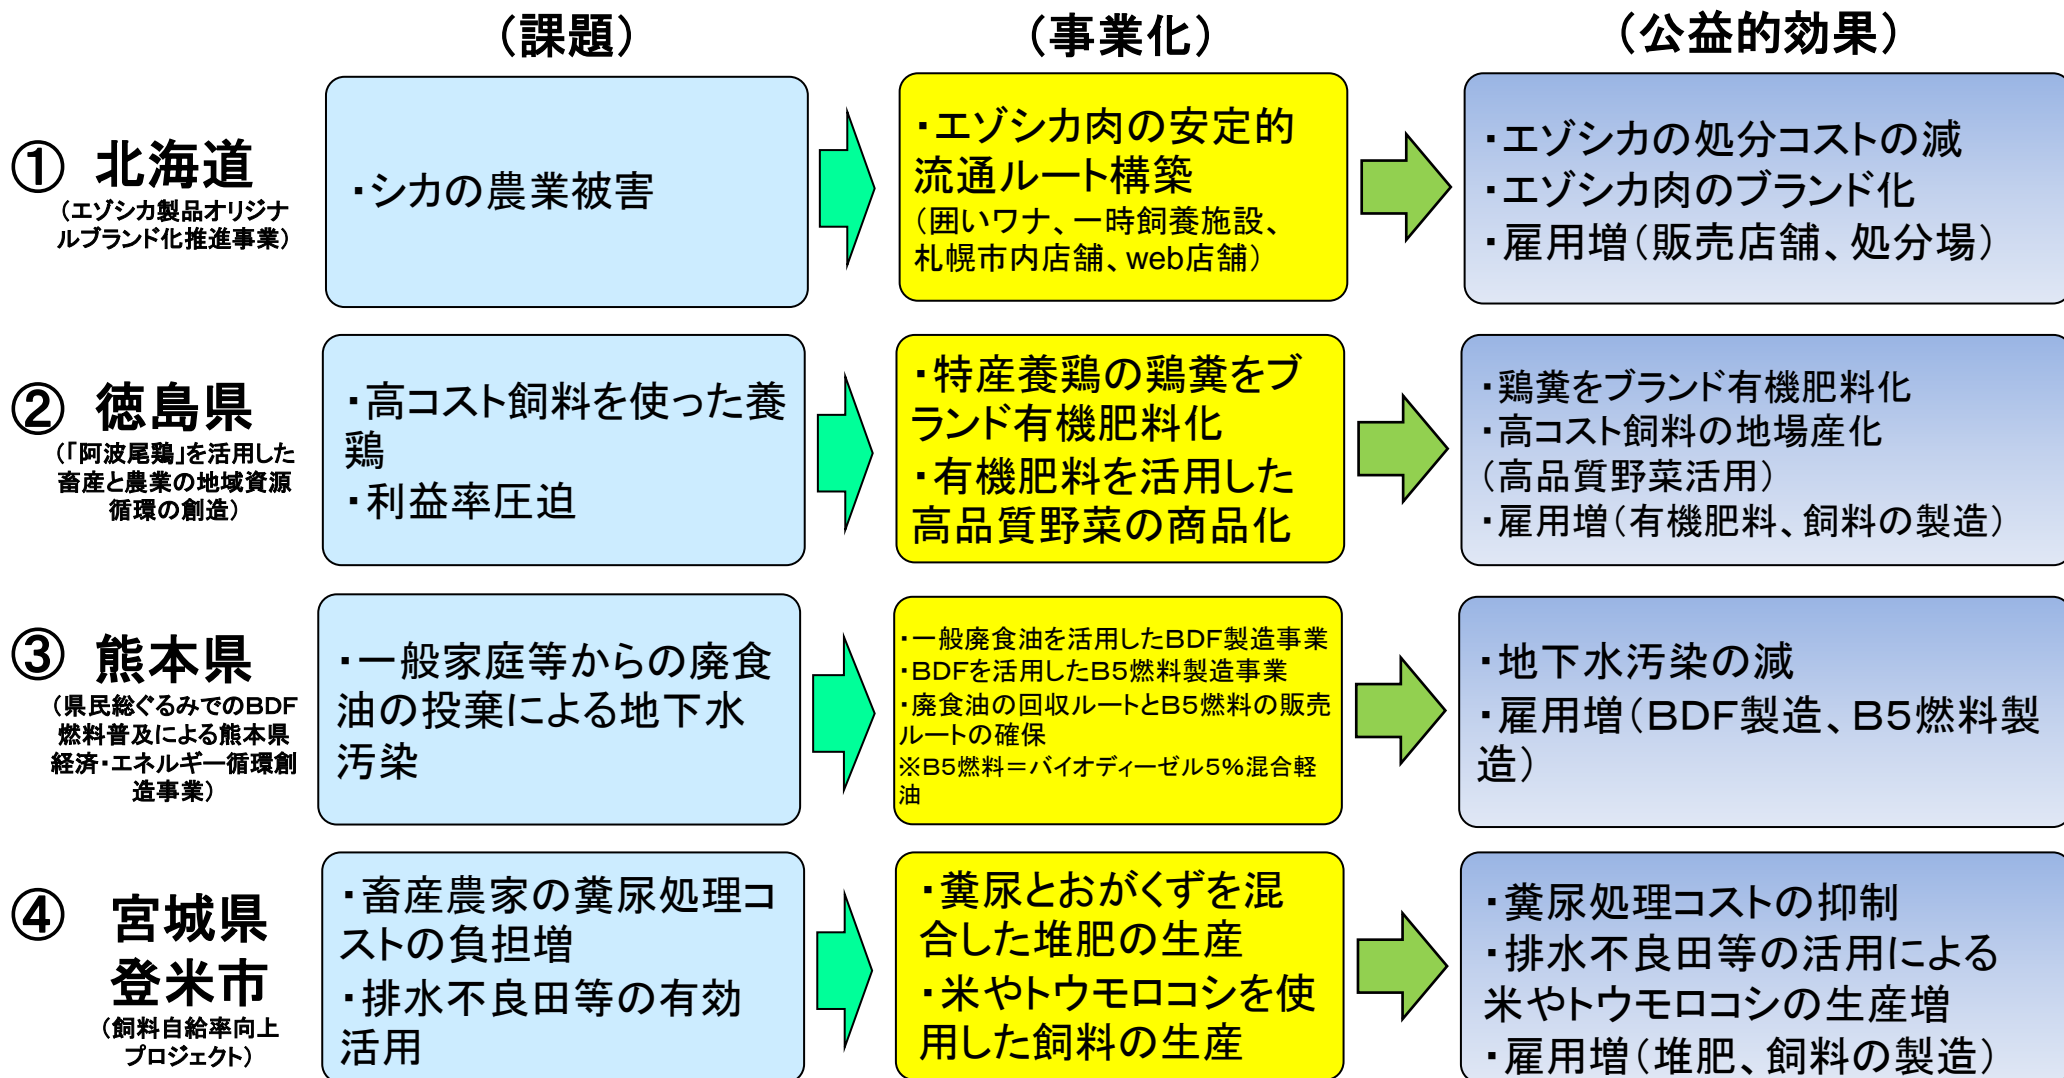 （課題）
（事業化）
（公益的効果）
① 北海道
（エゾシカ製品オリジナ
ルブランド化推進事業）
・シカの農業被害
・エゾシカ肉の安定的
流通ルート構築
（囲いワナ、一時飼養施設、
札幌市内店舗、web店舗）
・エゾシカの処分コストの減
・エゾシカ肉のブランド化
・雇用増（販売店舗、処分場）
② 徳島県
（「阿波尾鶏」を活用した
畜産と農業の地域資源
循環の創造）
・高コスト飼料を使った養
鶏
・利益率圧迫
・特産養鶏の鶏糞をブ
ランド有機肥料化
・有機肥料を活用した
高品質野菜の商品化
・鶏糞をブランド有機肥料化
・高コスト飼料の地場産化
（高品質野菜活用）
・雇用増（有機肥料、飼料の製造）
③ 熊本県
（県民総ぐるみでのＢＤＦ
燃料普及による熊本県
経済・エネルギー循環創
造事業）
・一般家庭等からの廃食
油の投棄による地下水
汚染
・一般廃食油を活用したＢＤＦ製造事業
・ＢＤＦを活用したＢ５燃料製造事業
・廃食油の回収ルートとＢ５燃料の販売
ルートの確保
※Ｂ５燃料＝バイオディーゼル５％混合軽
油
・地下水汚染の減
・雇用増（ＢＤＦ製造、Ｂ５燃料製
造）
④ 宮城県
登米市
（飼料自給率向上
プロジェクト）
・畜産農家の糞尿処理コ
ストの負担増
・排水不良田等の有効
活用
・糞尿とおがくずを混
合した堆肥の生産
・米やトウモロコシを使
用した飼料の生産
・糞尿処理コストの抑制
・排水不良田等の活用による
米やトウモロコシの生産増
・雇用増（堆肥、飼料の製造）